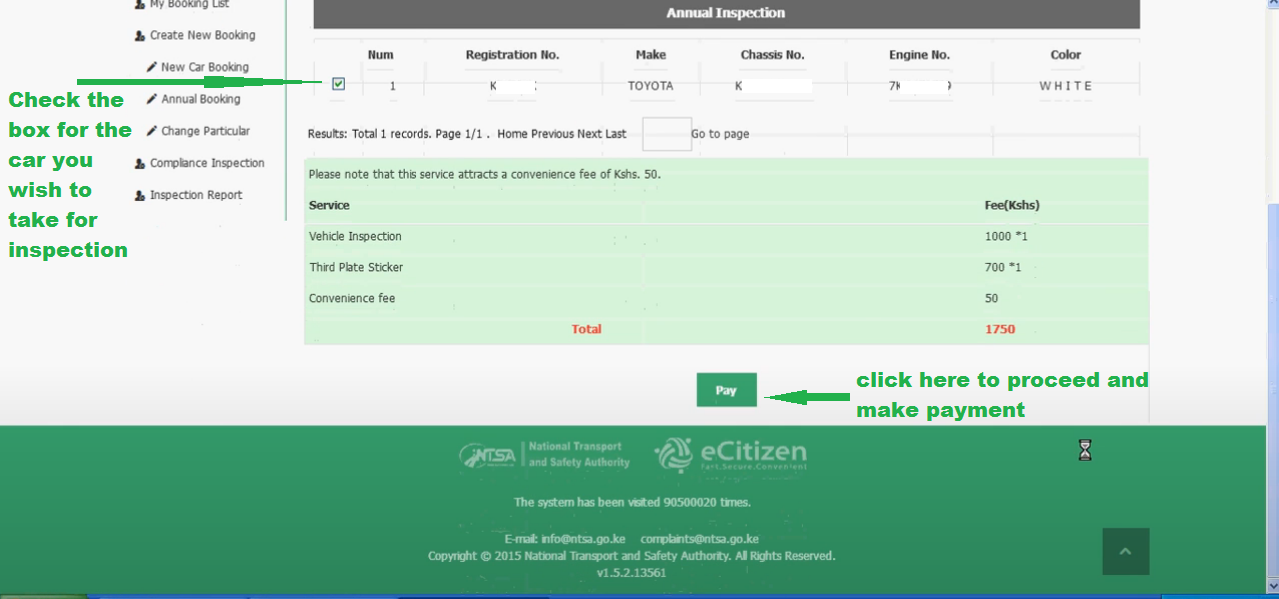 My Booking List
Create New Booking
New Car Booking
Annual Booking
Change Particular
Compliance Inspection
Inspection Report
Check the
box for the
car you
wish to
take for
inspection
Annual Inspection
Num Registration No. Make Chassis No. Engine No. Color
1 K TOYOTA K 7K 9 WHITE
Results: Total 1 records. Page 1/1 . Home Previous Next Last Go to page
Please note that this service attracts a convenience fee of Kshs. 50.
Service Fee(Kshs)
Vehicle Inspection 1000 *1
Third Plate Sticker 700 *1
Convenience fee 50
Total 1750
Pay
click here to proceed and
make payment
NTSA National Transport
and Safety Authority
eCitizen
Fast.Secure.Convenient
The system has been visited 90500020 times.
E-mail: info@ntsa.go.ke complaints@ntsa.go.ke
Copyright © 2015 National Transport and Safety Authority. All Rights Reserved.
v1.5.2.13561